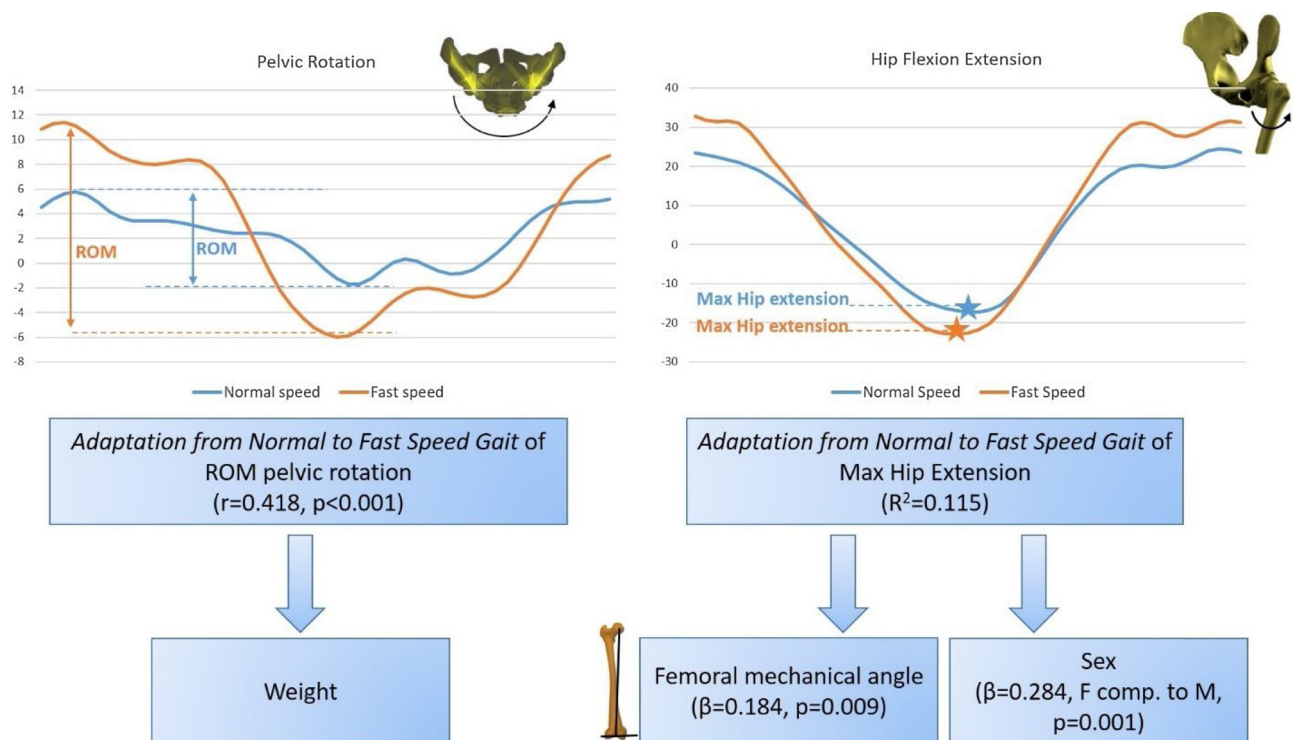 Pelvic Rotation
14
12
10
8
6
4
2
0
-2
-4
-6
-8
ROM
ROM
Normal speed
Fast speed
Hip Flexion Extension
40
30
20
10
0
-10
-20
-30
Max Hip extension
Max Hip extension
Normal Speed
Fast Speed
Adaptation from Normal to Fast Speed Gait of
ROM pelvic rotation
(r=0.418, p<0.001)
Adaptation from Normal to Fast Speed Gait of
Max Hip Extension
(R²=0.115)
Weight
Femoral mechanical angle
(β=0.184, p=0.009)
Sex
(β=0.284, F comp. to M,
p=0.001)